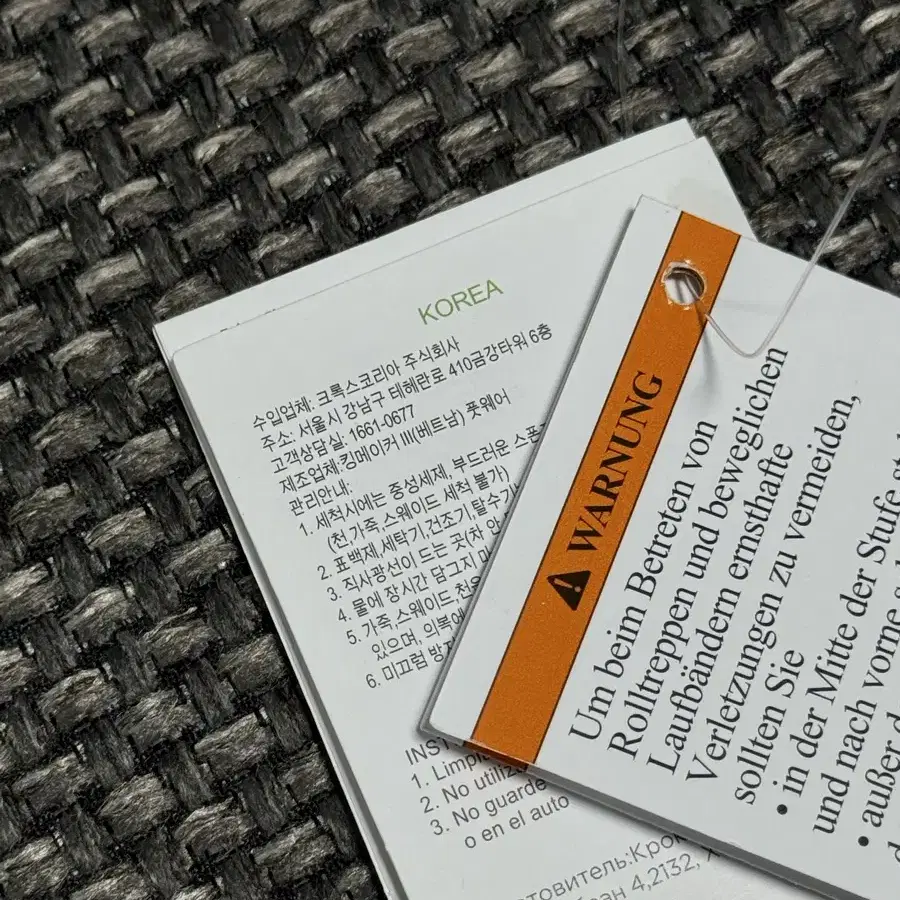 KOREA
수입업체: 크록스코리아 주식회사
주소: 서울시 강남구 테헤란로 410금강타워 6층
고객상담실: 1661-0677
제조업체:킹메이커III(베트남) 풋웨어
관리안내:
1. 세척시에는 중성세제, 부드러운 스폰
(천,가죽,스웨이드 세척 불가)
2. 표백제,세탁기,건조기,탈수기
3. 직사광선이 드는 곳(차 안
4. 물에 장시간 담그지 마
5. 가죽,스웨이드 천연
있으며, 의복에
6. 미끄럼 방지
1. Limpi
2. No utiliza
3. No guarde
o en el auto
4,2132,
WARNUNG
Um beim Betreten von
Rolltreppen und beweglichen
Laufbändern ernsthafte
Verletzungen zu vermeiden,
sollten Sie
• in der Mitte der Stufe
und nach vorne
• außer